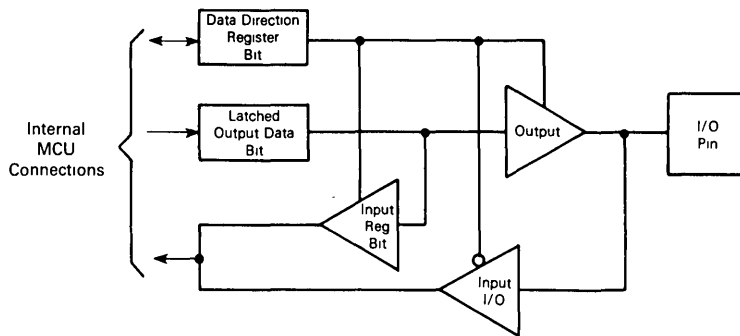 Data Direction
Register
Bit
Latched
Output Data
Bit
Internal
MCU
Connections
Output
I/O
Pin
Input
Reg
Bit
Input
I/O